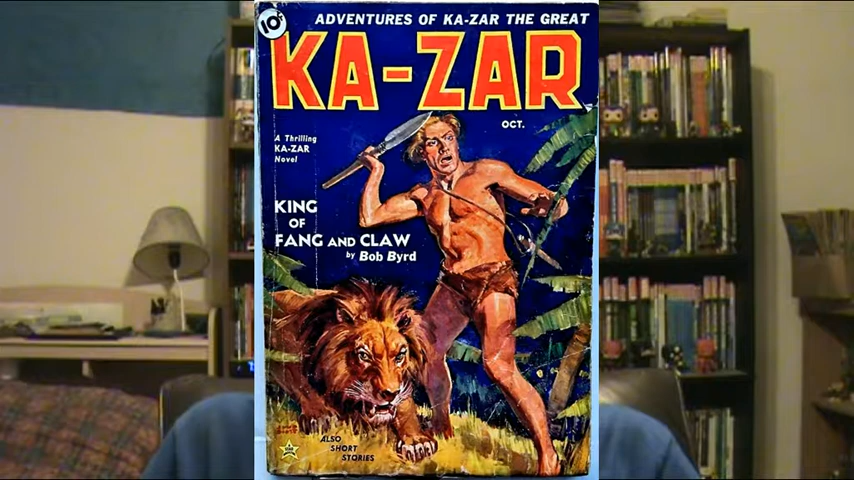 10¢
ADVENTURES OF KA-ZAR THE GREAT
KA-ZAR
OCT.
A Thrilling
KA-ZAR
Novel
KING
OF
FANG AND CLAW
by Bob Byrd
ALSO
SHORT
STORIES